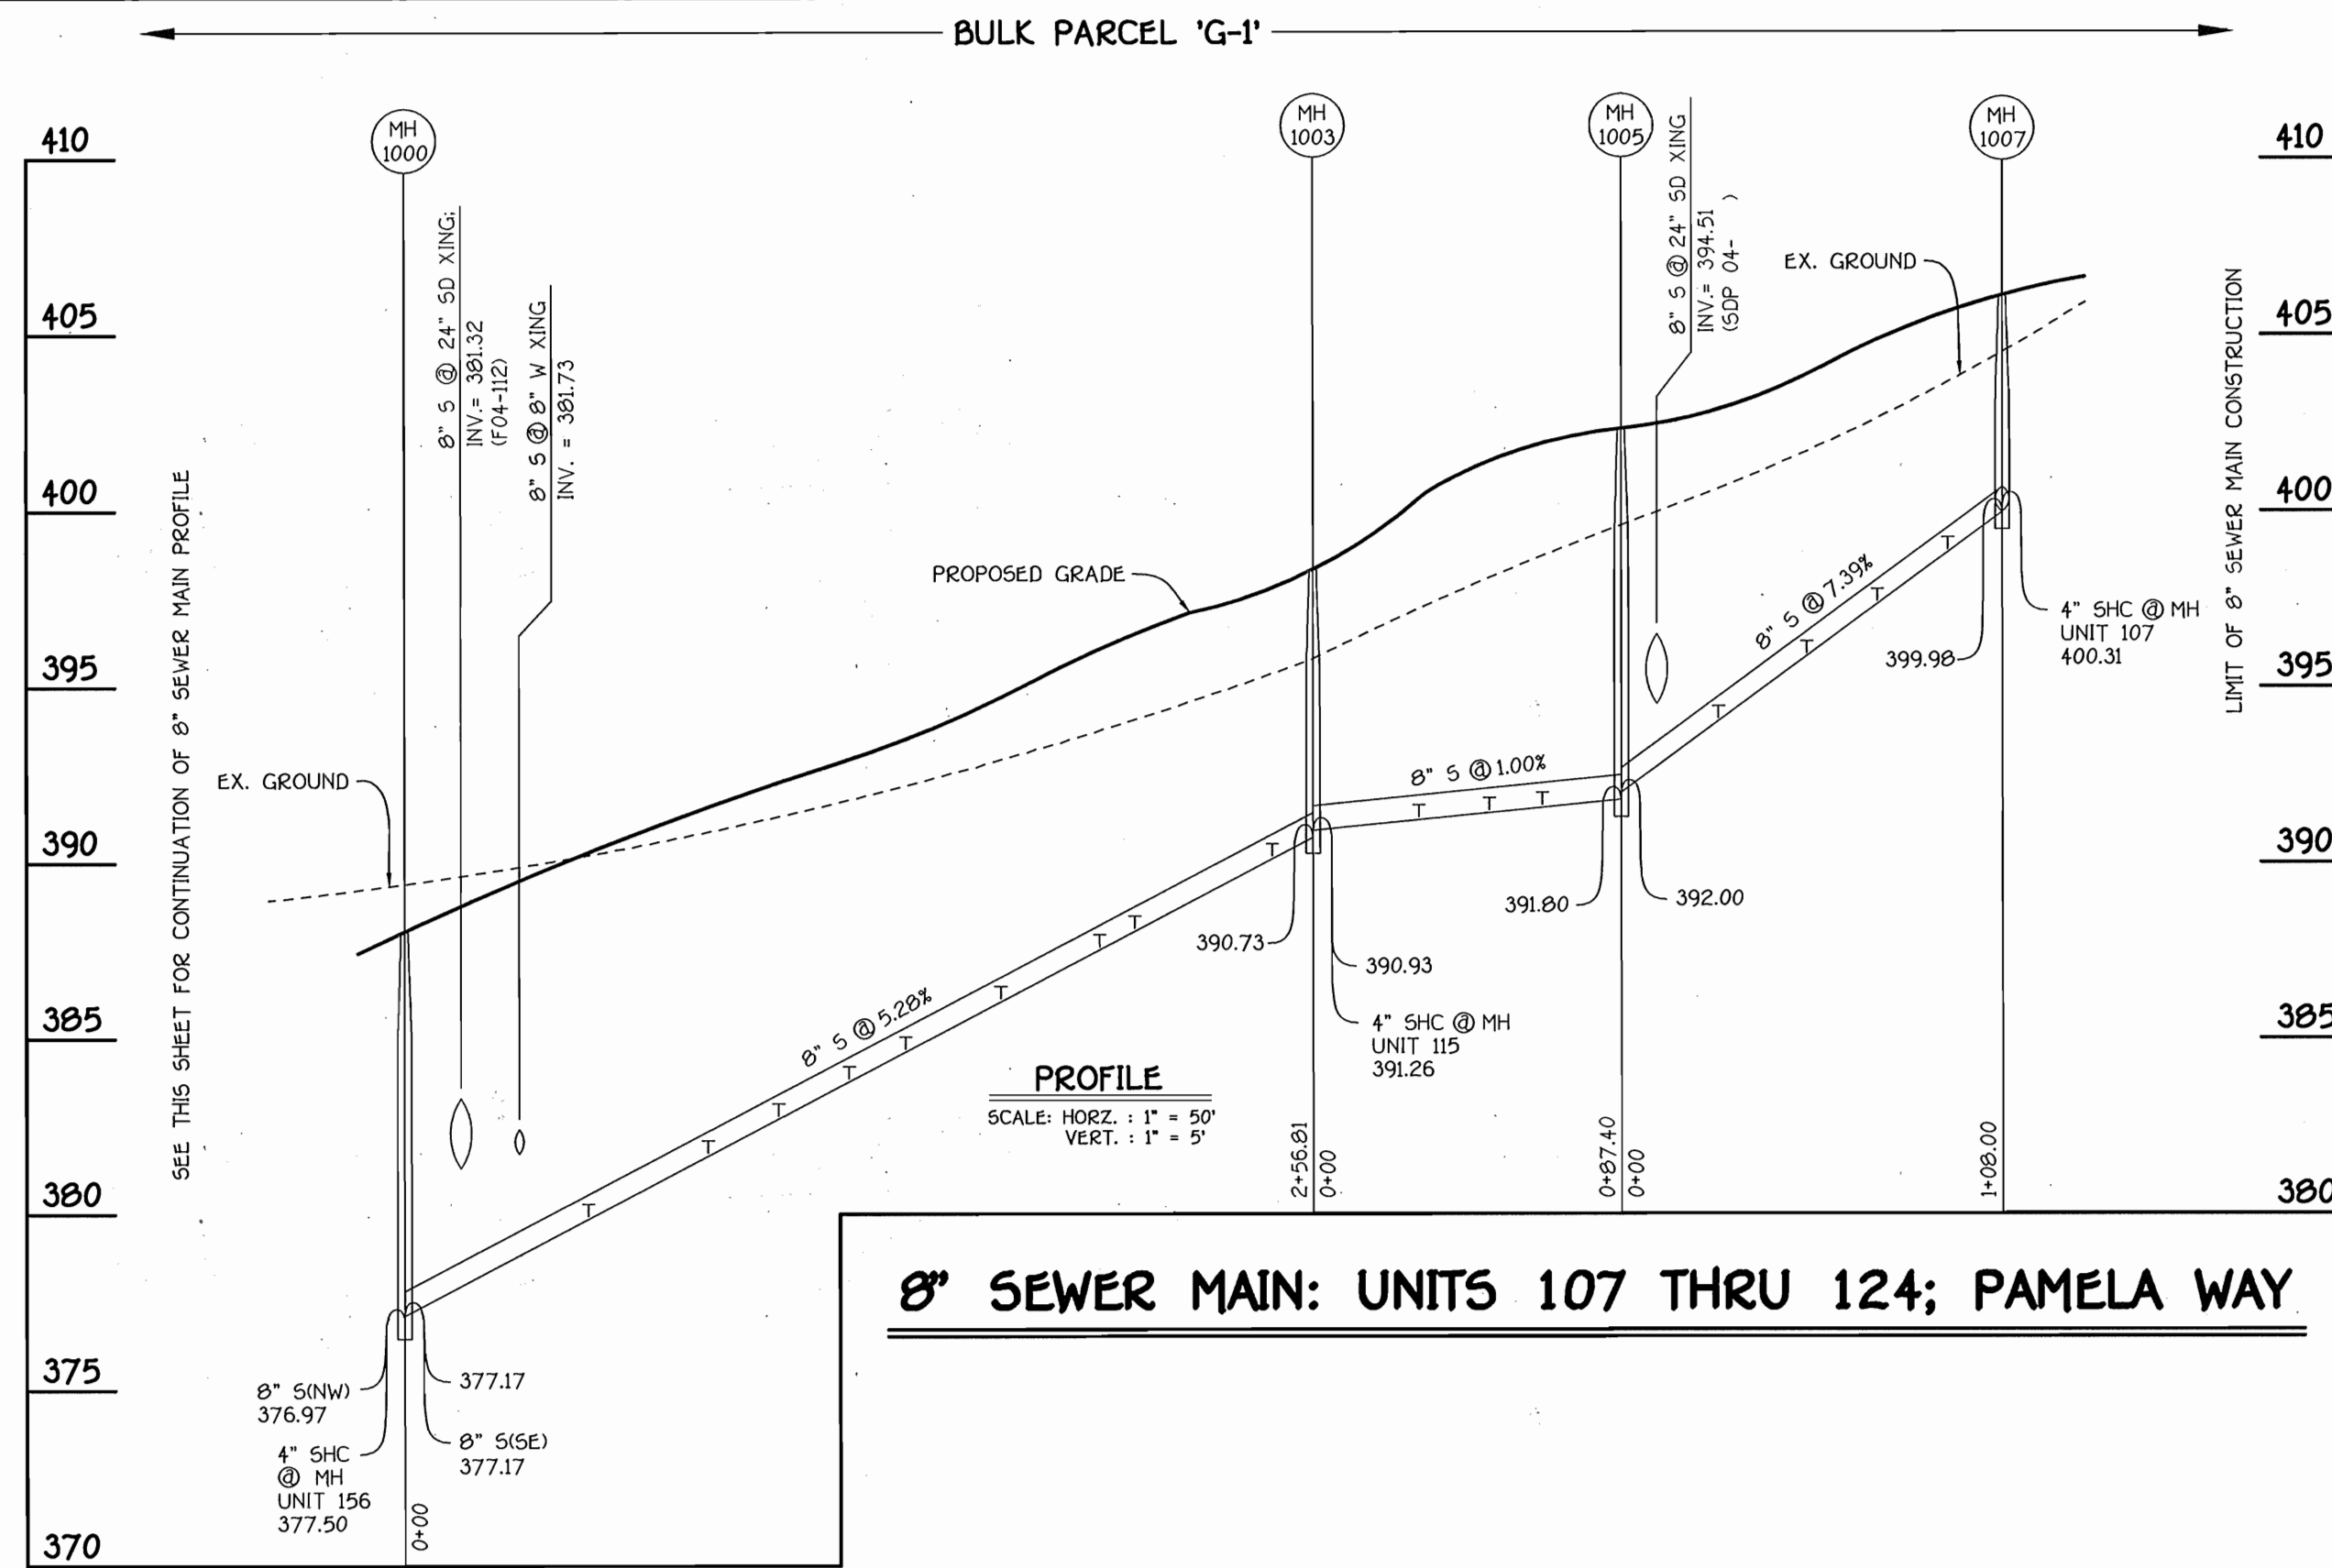 BULK PARCEL 'G-1'
410
405
400
395
390
385
380
375
370
SEE THIS SHEET FOR CONTINUATION OF 8" SEWER MAIN PROFILE
MH
1000
8" S @ 24" SD XING;
INV.= 381.32
(F04-112)
8" S @ 8" W XING
INV. = 381.73
EX. GROUND
PROPOSED GRADE
MH
1003
MH
1005
8" S @ 24" SD XING
INV.= 394.51
(SDP 04-     )
EX. GROUND
MH
1007
410
405
400
395
390
385
380
LIMIT OF 8" SEWER MAIN CONSTRUCTION
8" S @ 5.28%
T
T
T
T
T
T
T
T
T
8" S @ 1.00%
T
T
T
8" S @ 7.39%
T
T
T
T
399.98
4" SHC @ MH
UNIT 107
400.31
391.80
392.00
390.73
390.93
4" SHC @ MH
UNIT 115
391.26
PROFILE
SCALE: HORZ. : 1" = 50'
VERT. : 1" = 5'
2+56.81
0+00
0+87.40
0+00
1+08.00
8" SEWER MAIN: UNITS 107 THRU 124; PAMELA WAY
8" S(NW)
376.97
4" SHC
@ MH
UNIT 156
377.50
377.17
8" S(SE)
377.17
0+00